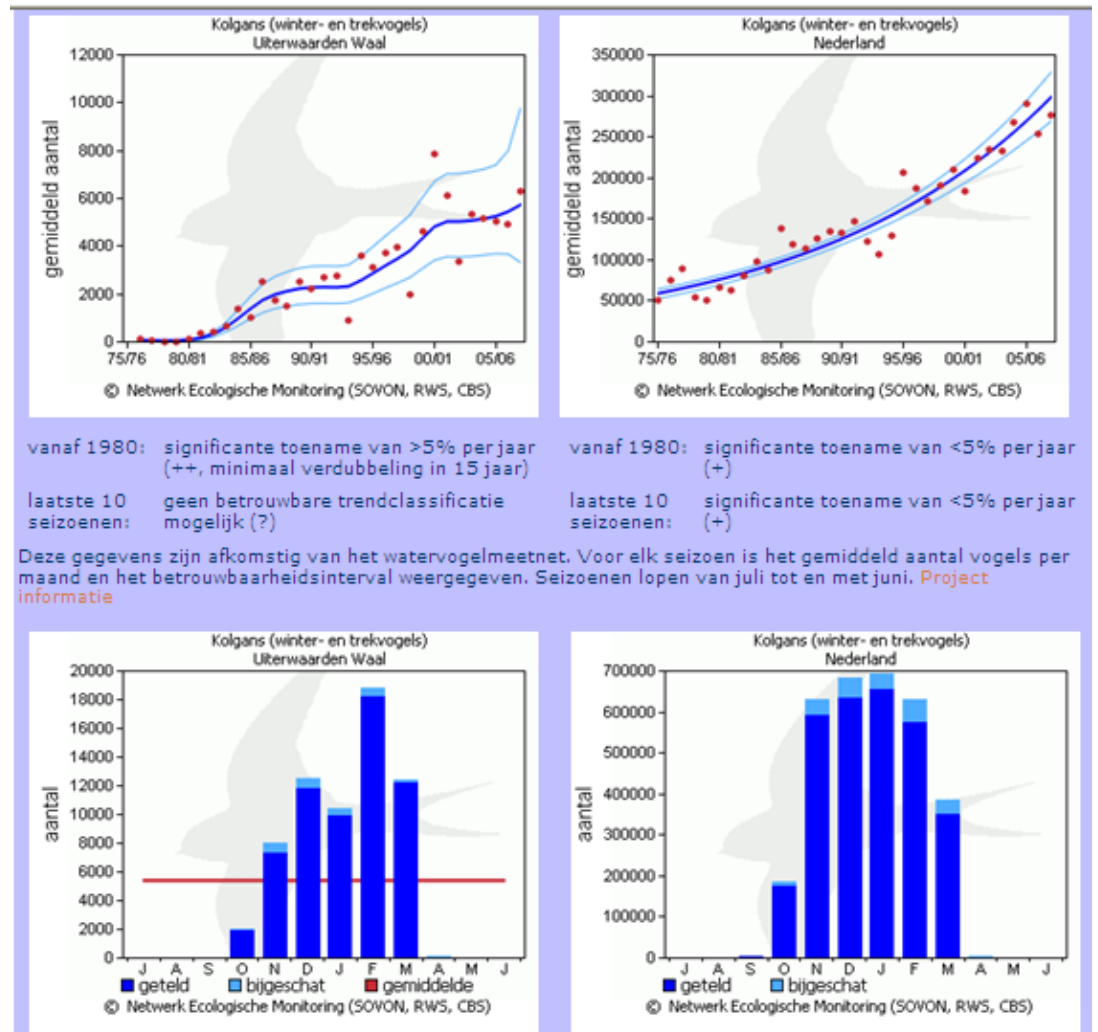 Kolgans (winter- en trekvogels)
Uiterwaarden Waal
12000
10000
8000
6000
4000
2000
0
gemiddeld aantal
75/76 80/81 85/86 90/91 95/96 00/01 05/06
© Netwerk Ecologische Monitoring (SOVON, RWS, CBS)
Kolgans (winter- en trekvogels)
Nederland
350000
300000
250000
200000
150000
100000
50000
0
gemiddeld aantal
75/76 80/81 85/86 90/91 95/96 00/01 05/06
© Netwerk Ecologische Monitoring (SOVON, RWS, CBS)
vanaf 1980: significante toename van >5% per jaar
(++, minimaal verdubbeling in 15 jaar)
laatste 10 geen betrouwbare trendclassificatie
seizoenen: mogelijk (?)
vanaf 1980: significante toename van <5% per jaar
(+)
laatste 10 significante toename van <5% per jaar
seizoenen: (+)
Deze gegevens zijn afkomstig van het watervogelmeetnet. Voor elk seizoen is het gemiddeld aantal vogels per
maand en het betrouwbaarheidsinterval weergegeven. Seizoenen lopen van juli tot en met juni. Project
informatie
Kolgans (winter- en trekvogels)
Uiterwaarden Waal
20000
18000
16000
14000
12000
10000
8000
6000
4000
2000
0
aantal
J A S O N D J F M A M J
geteld bijgeschat gemiddelde
© Netwerk Ecologische Monitoring (SOVON, RWS, CBS)
Kolgans (winter- en trekvogels)
Nederland
700000
600000
500000
400000
300000
200000
100000
0
aantal
J A S O N D J F M A M J
geteld bijgeschat
© Netwerk Ecologische Monitoring (SOVON, RWS, CBS)